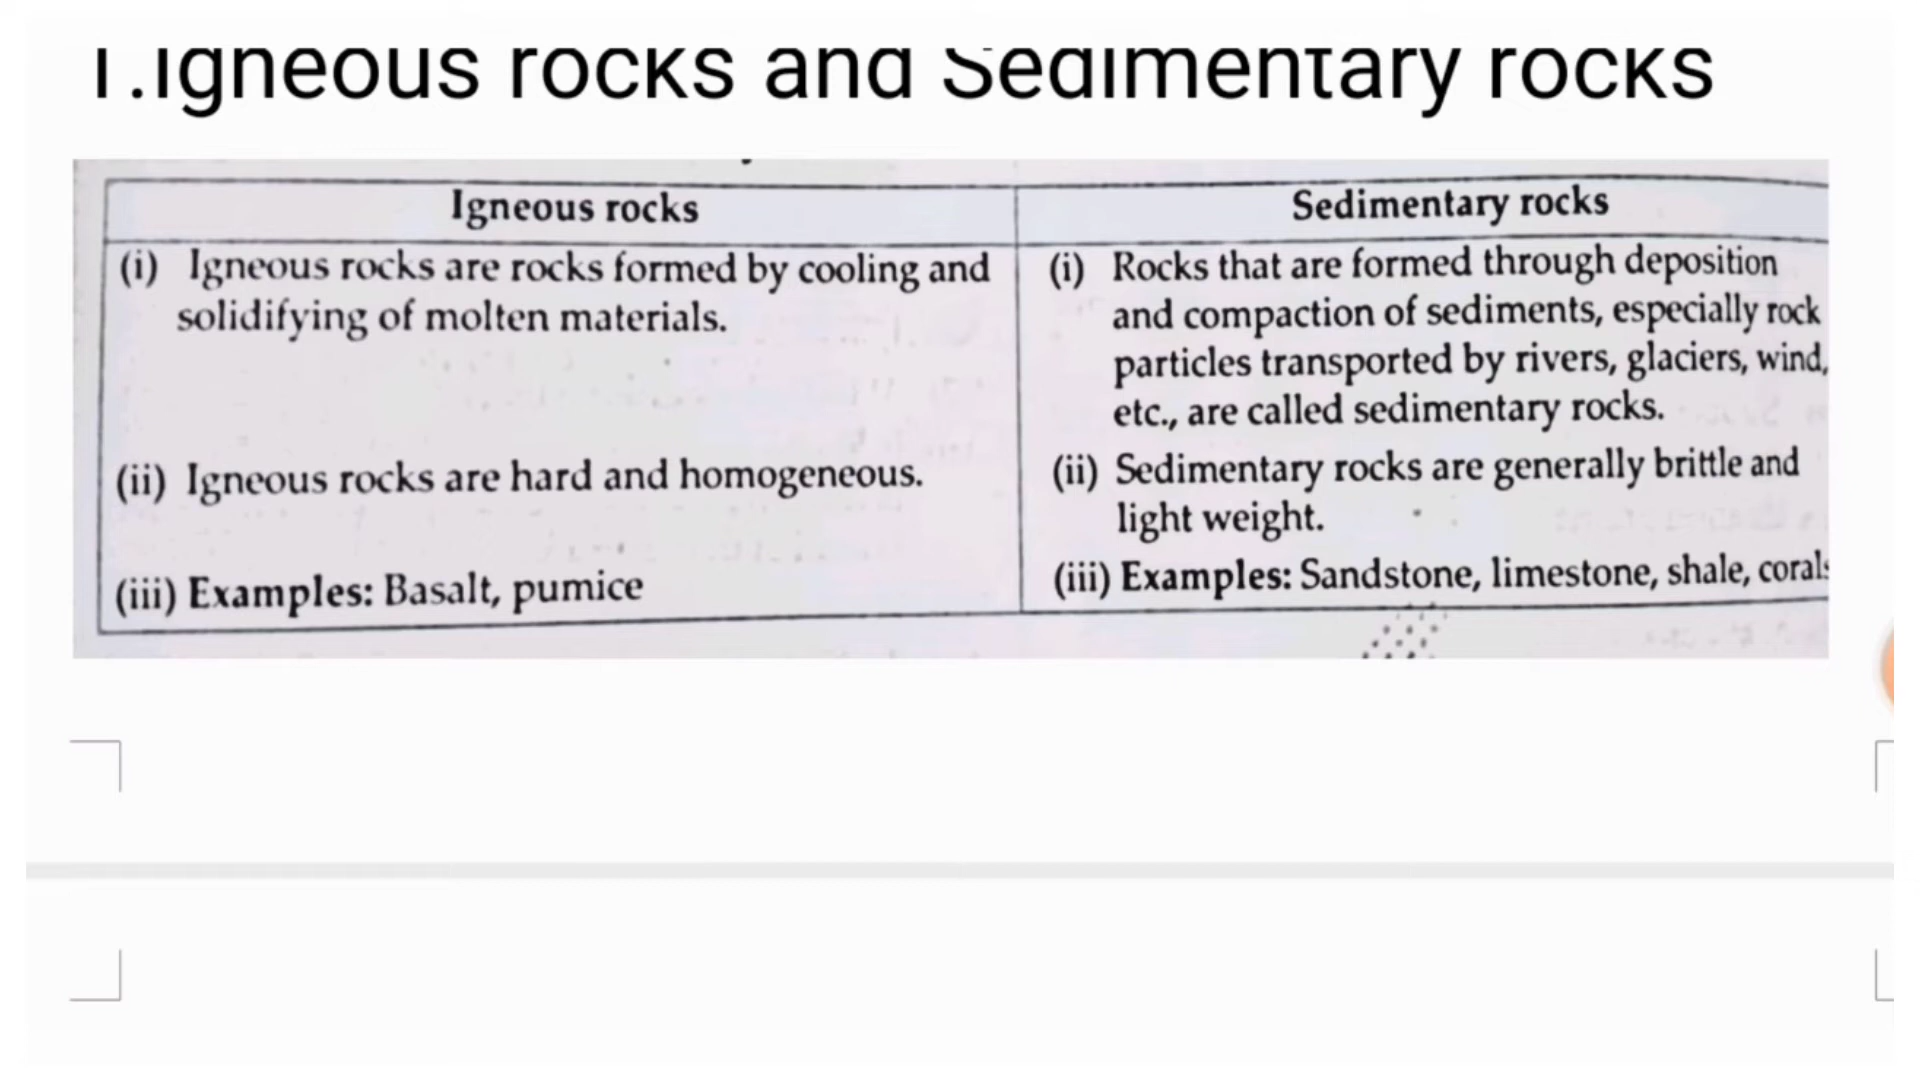 1.Igneous rocks and Sedimentary rocks
Igneous rocks
(i) Igneous rocks are rocks formed by cooling and
solidifying of molten materials.
(ii) Igneous rocks are hard and homogeneous.
(iii) Examples: Basalt, pumice
Sedimentary rocks
(i) Rocks that are formed through deposition
and compaction of sediments, especially rock
particles transported by rivers, glaciers, wind,
etc., are called sedimentary rocks.
(ii) Sedimentary rocks are generally brittle and
light weight.
(iii) Examples: Sandstone, limestone, shale, corals